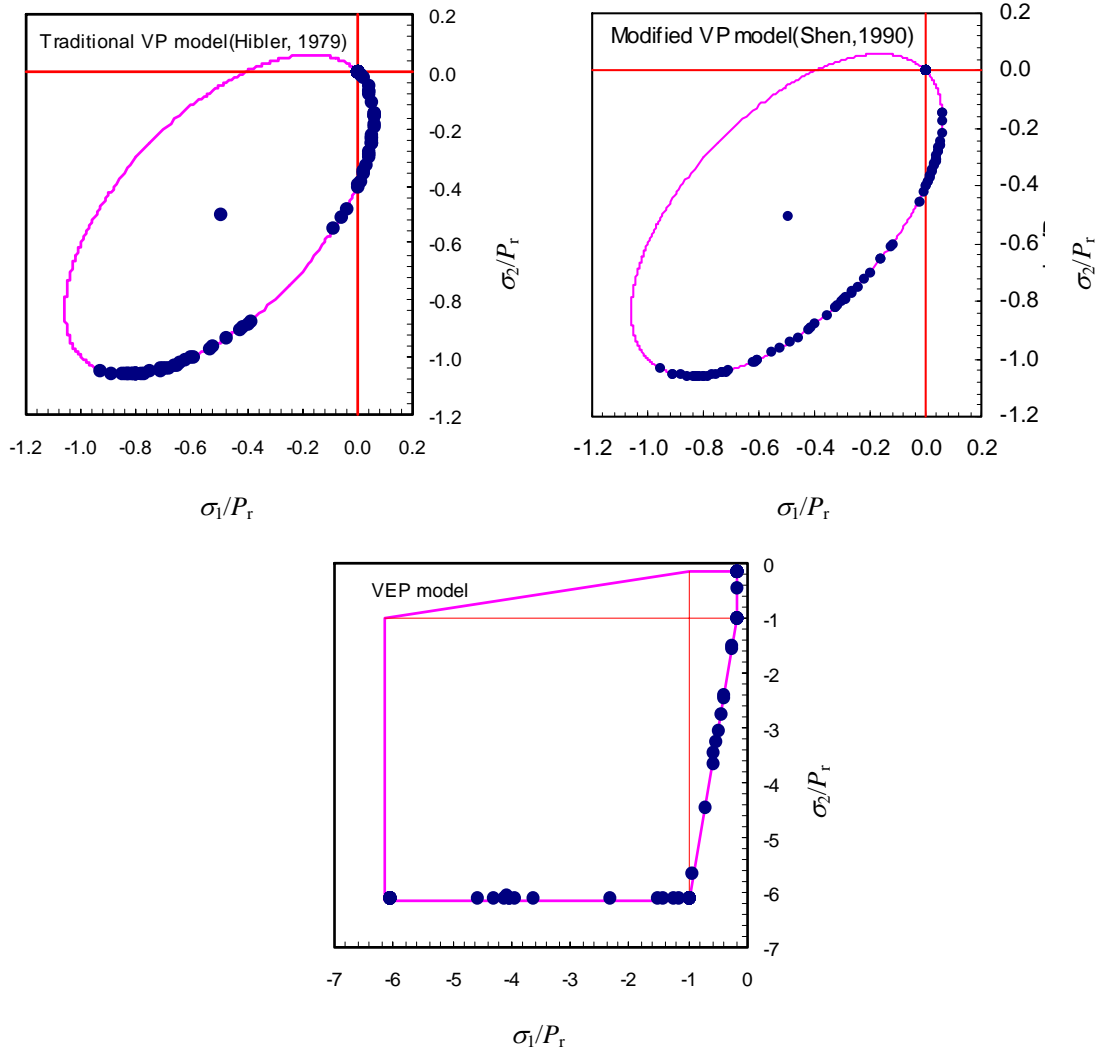 Traditional VP model(Hibler, 1979)
0.2
0.0
-0.2
-0.4
-0.6
-0.8
-1.0
-1.2
σ2/Pr
-1.2 -1.0 -0.8 -0.6 -0.4 -0.2 0.0 0.2
σ1/Pr
Modified VP model(Shen,1990)
0.2
0.0
-0.2
-0.4
-0.6
-0.8
-1.0
-1.2
σ2/Pr
-1.2 -1.0 -0.8 -0.6 -0.4 -0.2 0.0 0.2
σ1/Pr
VEP model
0
-1
-2
-3
-4
-5
-6
-7
σ2/Pr
-7 -6 -5 -4 -3 -2 -1 0
σ1/Pr